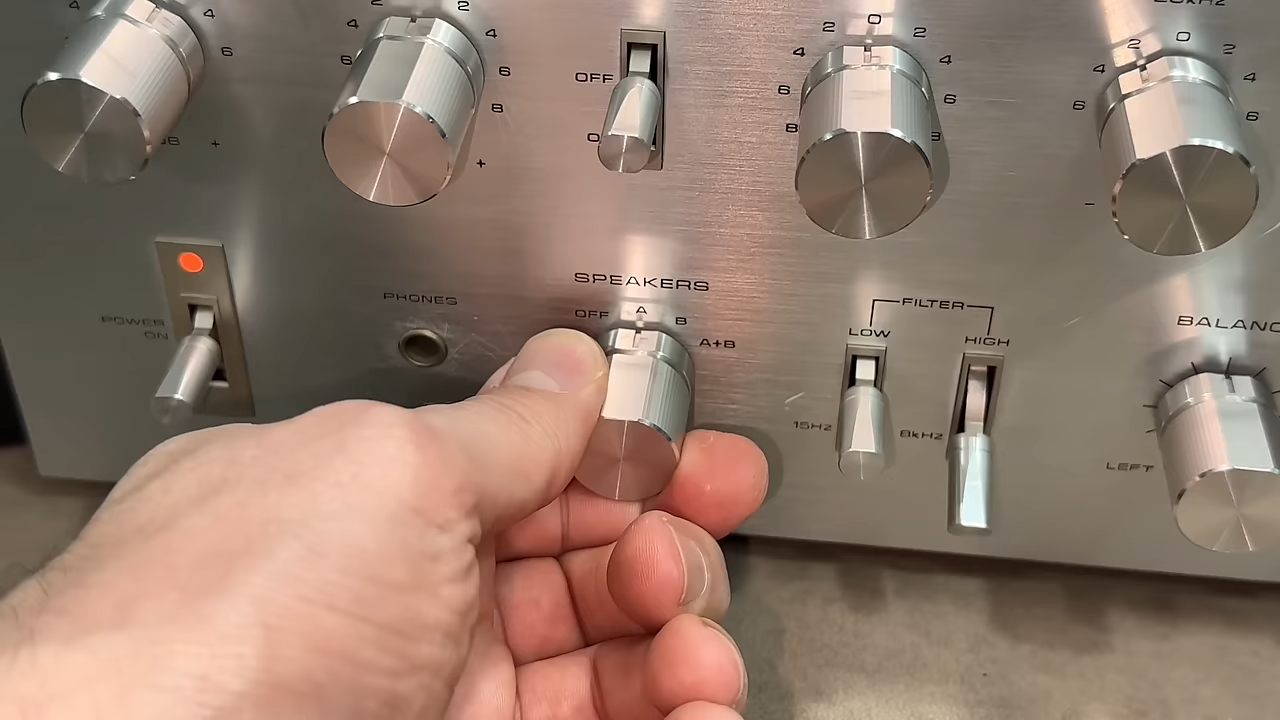 20kHz
4 4 6
2 2 4 4 6 6 8 +
OFF
2 0 2 4 4 6 6 8
2 0 2 4 4 6 6 −
+
SPEAKERS
OFF A B A+B
PHONES
POWER
ON
FILTER
LOW HIGH
15Hz 8kHz
LEFT